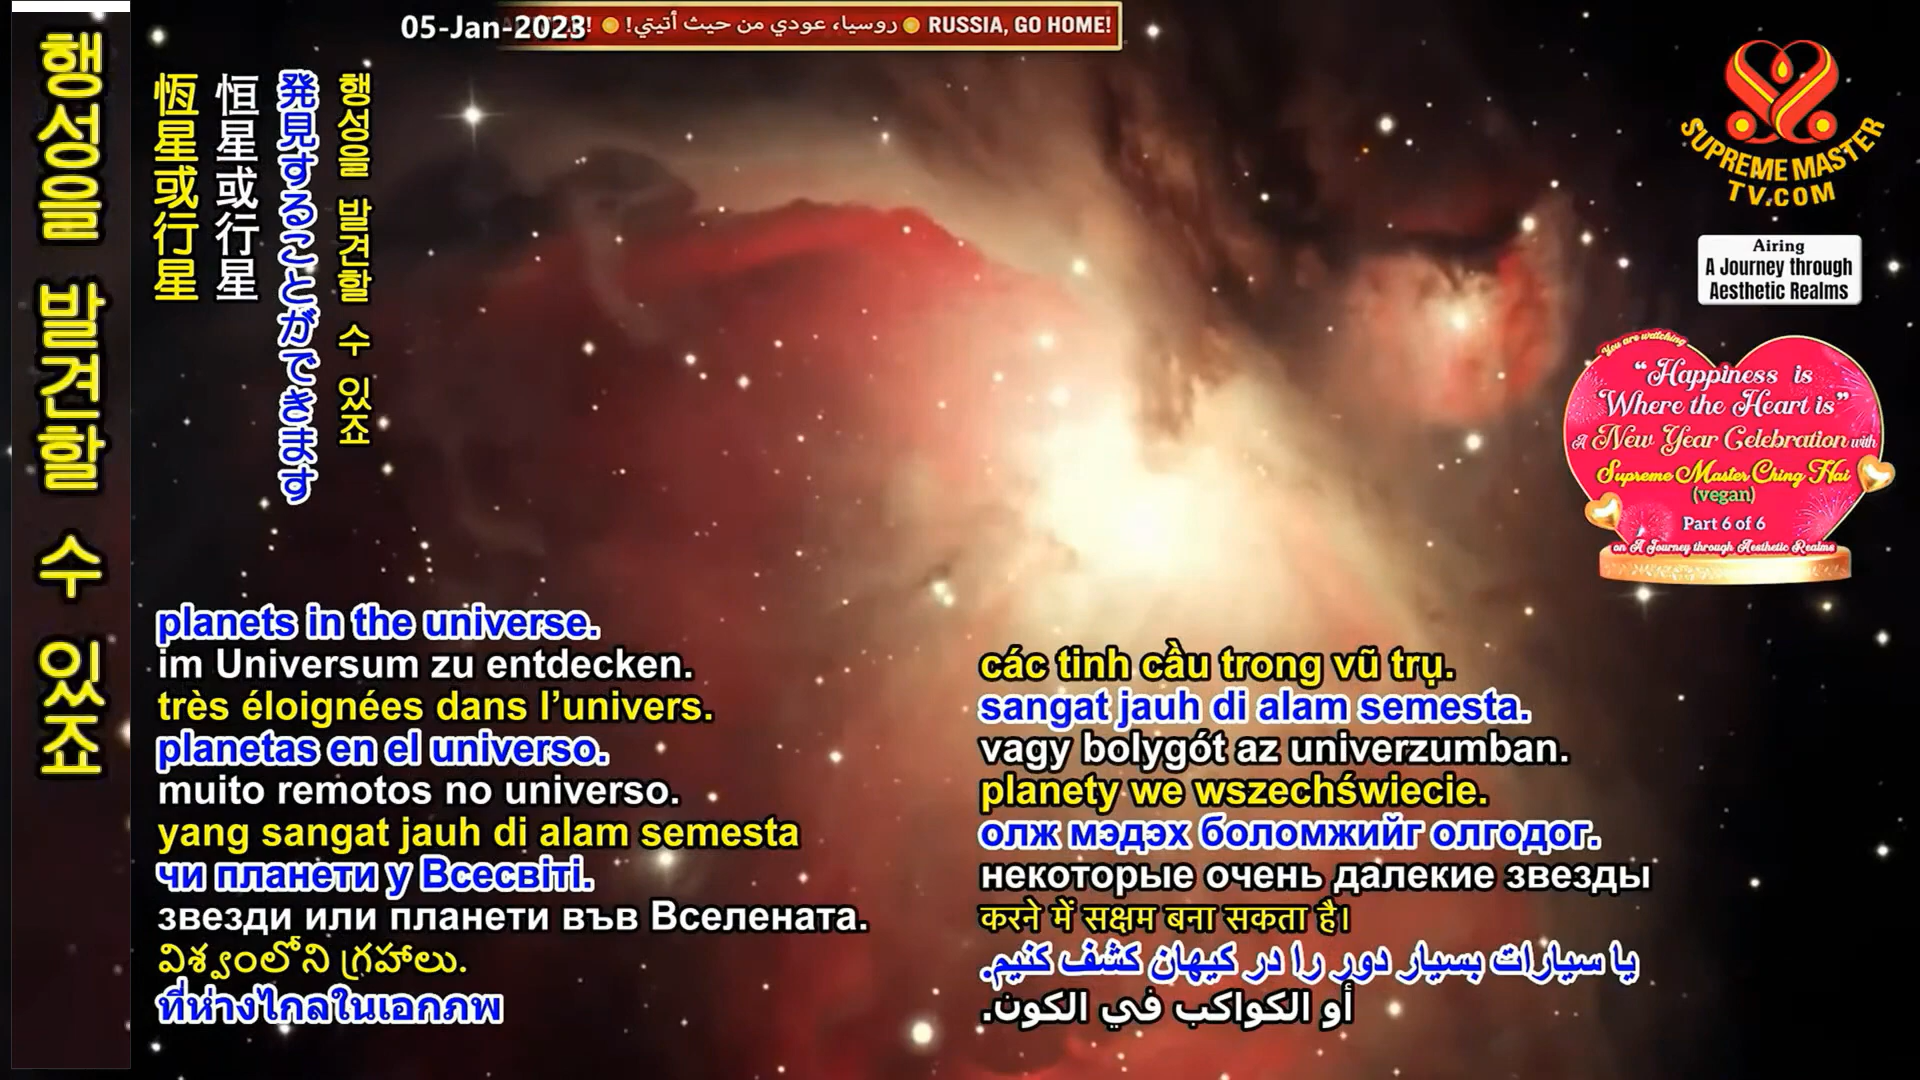 05-Jan-2023
روسيا، عودي من حيث أتيتي!
RUSSIA, GO HOME!
행성을 발견할 수 있죠
恆星或行星
恒星或行星
発見することができます
행성을 발견할 수 있죠
SUPREME MASTER
TV.COM
Airing
A Journey through
Aesthetic Realms
You are watching
“Happiness is
Where the Heart is”
A New Year Celebration with
Supreme Master Ching Hai
(vegan)
Part 6 of 6
on A Journey through Aesthetic Realms
planets in the universe.
im Universum zu entdecken.
très éloignées dans l’univers.
planetas en el universo.
muito remotos no universo.
yang sangat jauh di alam semesta
чи планети у Всесвіті.
звезди или планети във Вселената.
విశ్వంలోని గ్రహాలు.
ที่ห่างไกลในเอกภพ
các tinh cầu trong vũ trụ.
sangat jauh di alam semesta.
vagy bolygót az univerzumban.
planety we wszechświecie.
олж мэдэх боломжийг олгодог.
некоторые очень далекие звезды
करने में सक्षम बना सकता है।
یا سیارات بسیار دور را در کیهان کشف کنیم.
أو الكواكب في الكون.